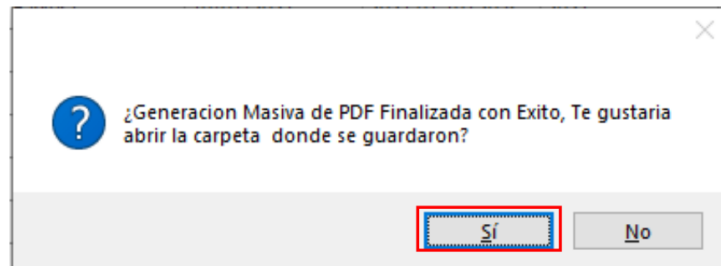 ¿Generacion Masiva de PDF Finalizada con Exito, Te gustaria
abrir la carpeta  donde se guardaron?
Sí
No